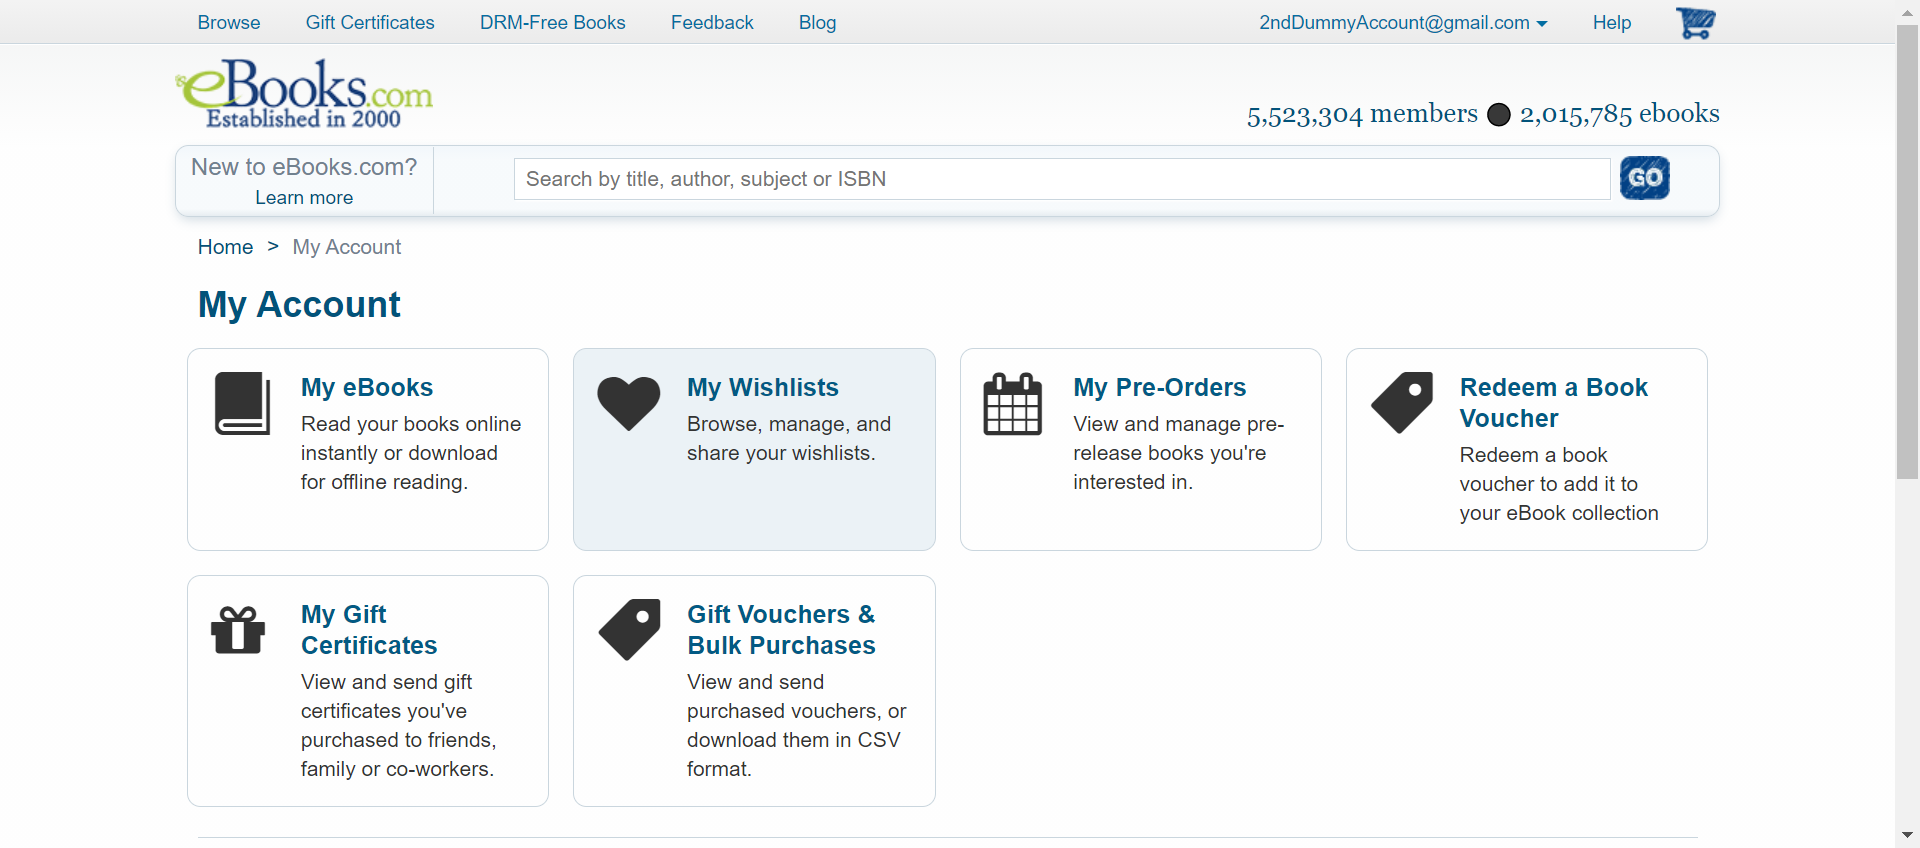 Browse Gift Certificates DRM-Free Books Feedback Blog 2ndDummyAccount@gmail.com Help
eBooks.com
Established in 2000
5,523,304 members 2,015,785 ebooks
New to eBooks.com?
Learn more
Search by title, author, subject or ISBN
GO
Home > My Account
My Account
My eBooks
Read your books online
instantly or download
for offline reading.
My Wishlists
Browse, manage, and
share your wishlists.
My Pre-Orders
View and manage pre-
release books you're
interested in.
Redeem a Book
Voucher
Redeem a book
voucher to add it to
your eBook collection
My Gift
Certificates
View and send gift
certificates you've
purchased to friends,
family or co-workers.
Gift Vouchers &
Bulk Purchases
View and send
purchased vouchers, or
download them in CSV
format.